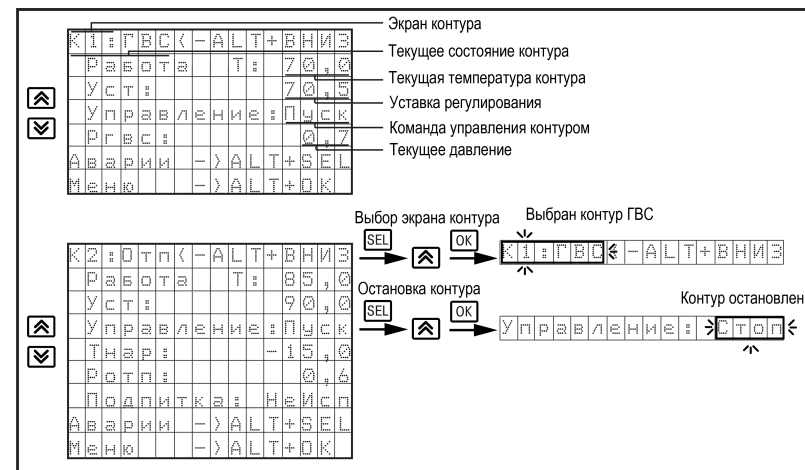 К1:ГВС<-ALT+ВНИЗ
Работа Т: 70,0
Уст: 70,5
Управление:Пуск
Ргвс: 0,7
Аварии ->ALT+SEL
Меню ->ALT+OK
Экран контура
Текущее состояние контура
Текущая температура контура
Уставка регулирования
Команда управления контуром
Текущее давление
К2:Отп<-ALT+ВНИЗ
Работа Т: 85,0
Уст: 90,0
Управление:Пуск
Тнар: -15,0
Ротп: 0,6
Подпитка: НеИсп
Аварии ->ALT+SEL
Меню ->ALT+OK
Выбор экрана контура
SEL
OK
Выбран контур ГВС
К1:ГВС<-ALT+ВНИЗ
Остановка контура
SEL
OK
Контур остановлен
Управление:Стоп